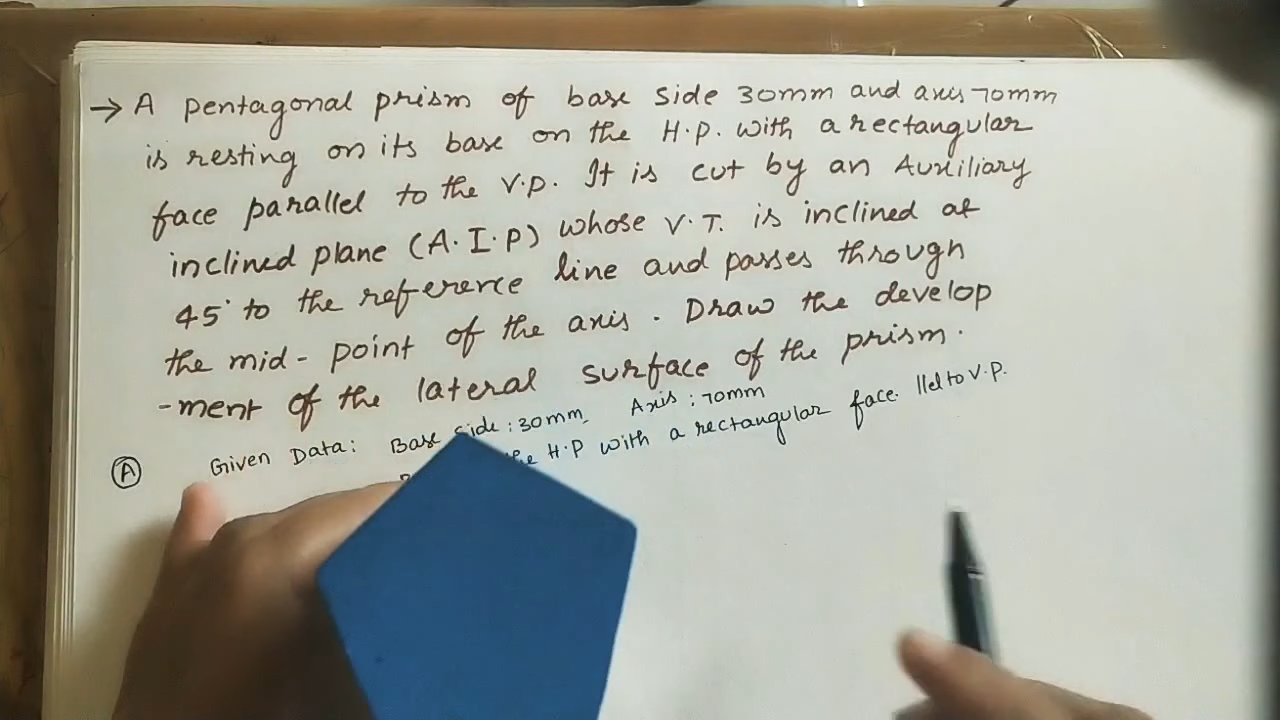 → A pentagonal prism of base side 30mm and axis 70mm
is resting on its base on the H.p. with a rectangular
face parallel to the V.p. It is cut by an Auxiliary
inclined plane (A.I.P) whose V.T. is inclined at
45° to the reference line and passes through
the mid-point of the axis. Draw the develop
-ment of the lateral surface of the prism.
(A) Given Data: Base Side: 30mm, Axis: 70mm
the H.P with a rectangular face llel to V.P.